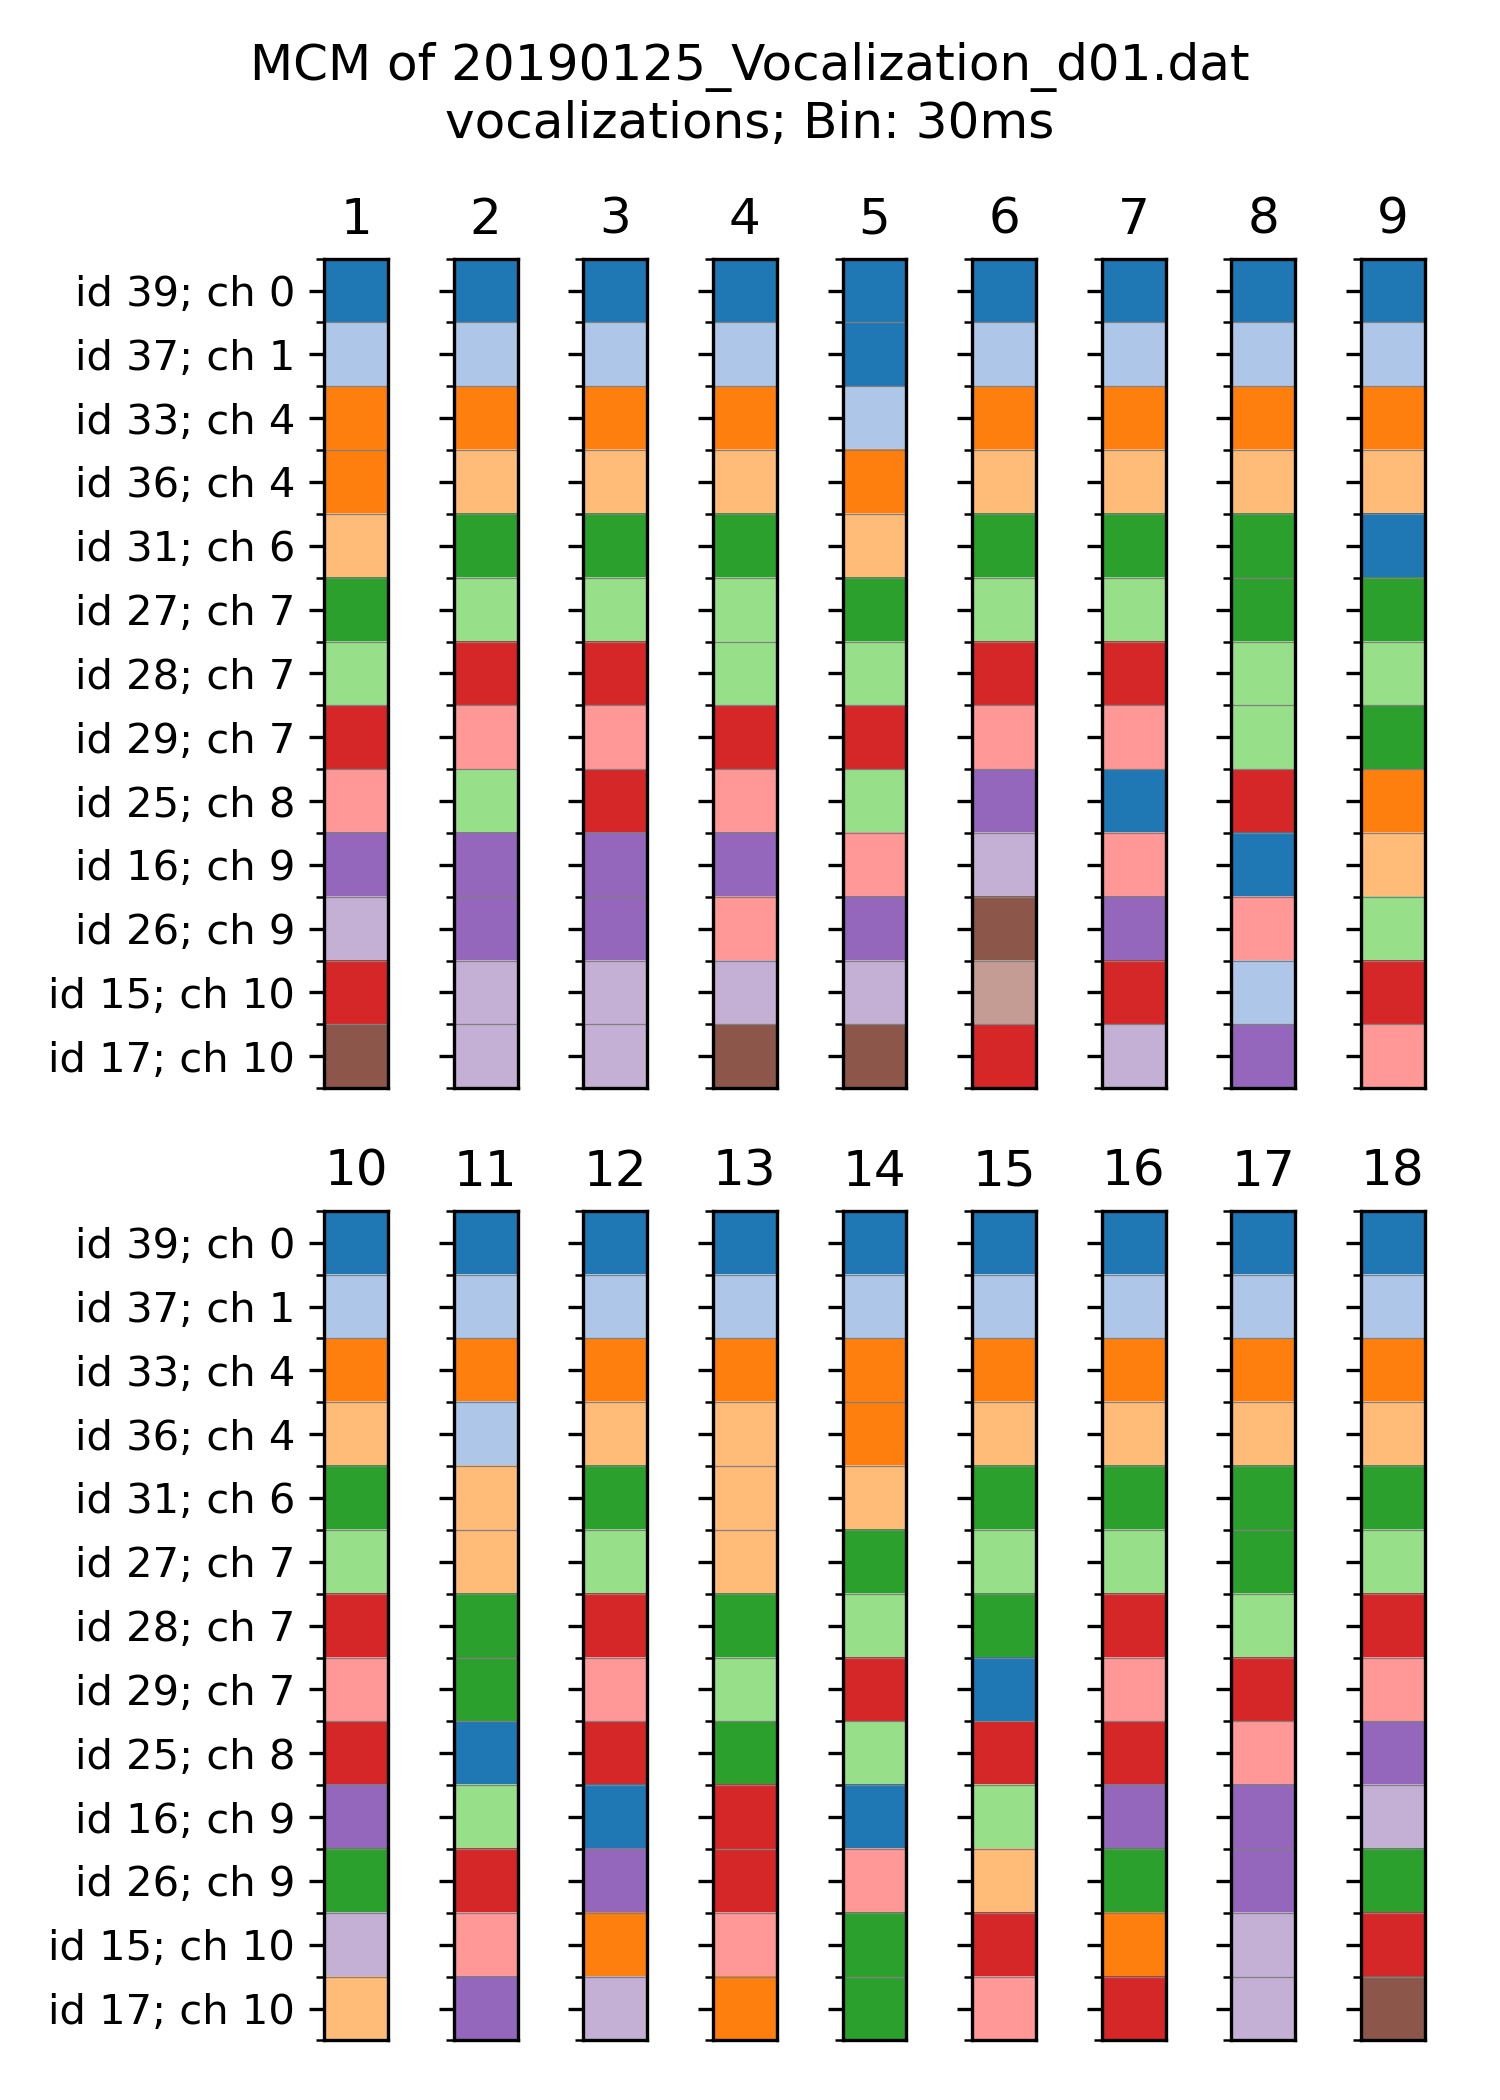 MCM of 20190125_Vocalization_d01.dat
vocalizations; Bin: 30ms
1 2 3 4 5 6 7 8 9
id 39; ch 0
id 37; ch 1
id 33; ch 4
id 36; ch 4
id 31; ch 6
id 27; ch 7
id 28; ch 7
id 29; ch 7
id 25; ch 8
id 16; ch 9
id 26; ch 9
id 15; ch 10
id 17; ch 10
10 11 12 13 14 15 16 17 18
id 39; ch 0
id 37; ch 1
id 33; ch 4
id 36; ch 4
id 31; ch 6
id 27; ch 7
id 28; ch 7
id 29; ch 7
id 25; ch 8
id 16; ch 9
id 26; ch 9
id 15; ch 10
id 17; ch 10